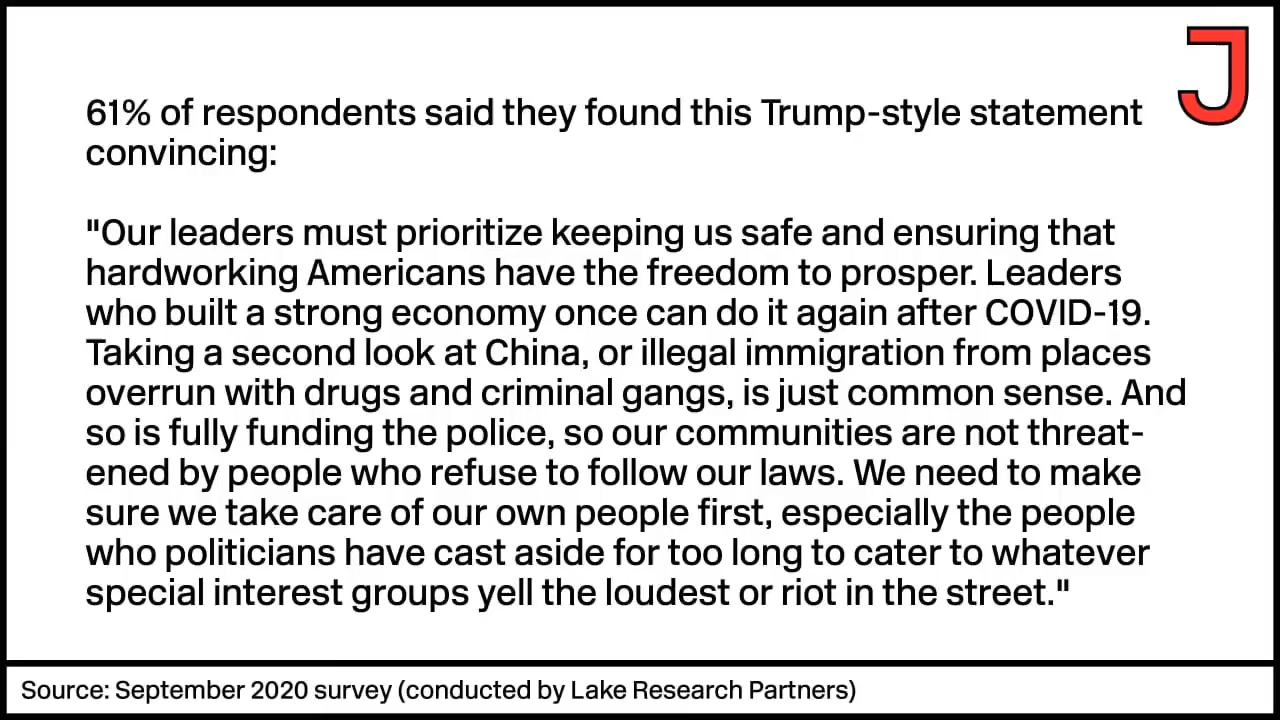 J
61% of respondents said they found this Trump-style statement
convincing:
"Our leaders must prioritize keeping us safe and ensuring that
hardworking Americans have the freedom to prosper. Leaders
who built a strong economy once can do it again after COVID-19.
Taking a second look at China, or illegal immigration from places
overrun with drugs and criminal gangs, is just common sense. And
so is fully funding the police, so our communities are not threat-
ened by people who refuse to follow our laws. We need to make
sure we take care of our own people first, especially the people
who politicians have cast aside for too long to cater to whatever
special interest groups yell the loudest or riot in the street."
Source: September 2020 survey (conducted by Lake Research Partners)